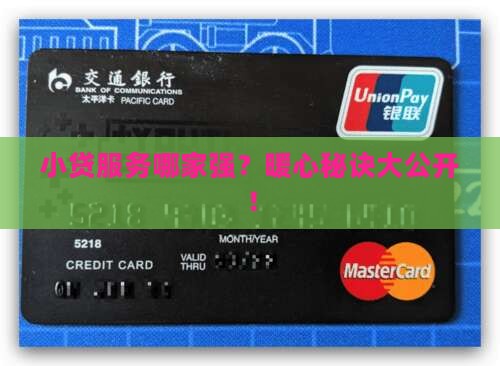 交通銀行
BANK OF COMMUNICATIONS
太平洋卡 PACIFIC CARD
UnionPay
银联
小贷服务哪家强?暖心秘诀大公开
!
5218
MONTH/YEAR
CREDIT CARD
VALID
THRU
MasterCard